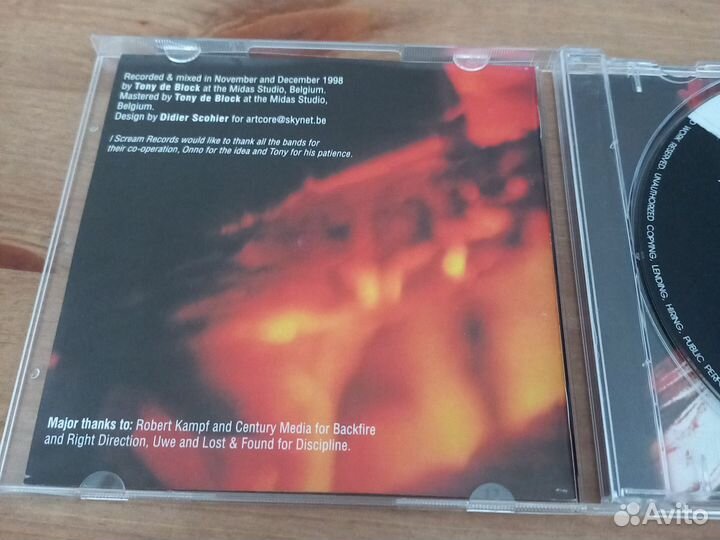 Recorded & mixed in November and December 1998
by Tony de Block at the Midas Studio, Belgium.
Mastered by Tony de Block at the Midas Studio,
Belgium.
Design by Didier Scohier for artcore@skynet.be
I Scream Records would like to thank all the bands for
their co-operation, Onno for the idea and Tony for his patience.
Major thanks to: Robert Kampf and Century Media for Backfire
and Right Direction, Uwe and Lost & Found for Discipline.
WORK RESERVED. UNAUTHORIZED COPYING, LENDING, HIRING, PUBLIC
Avito